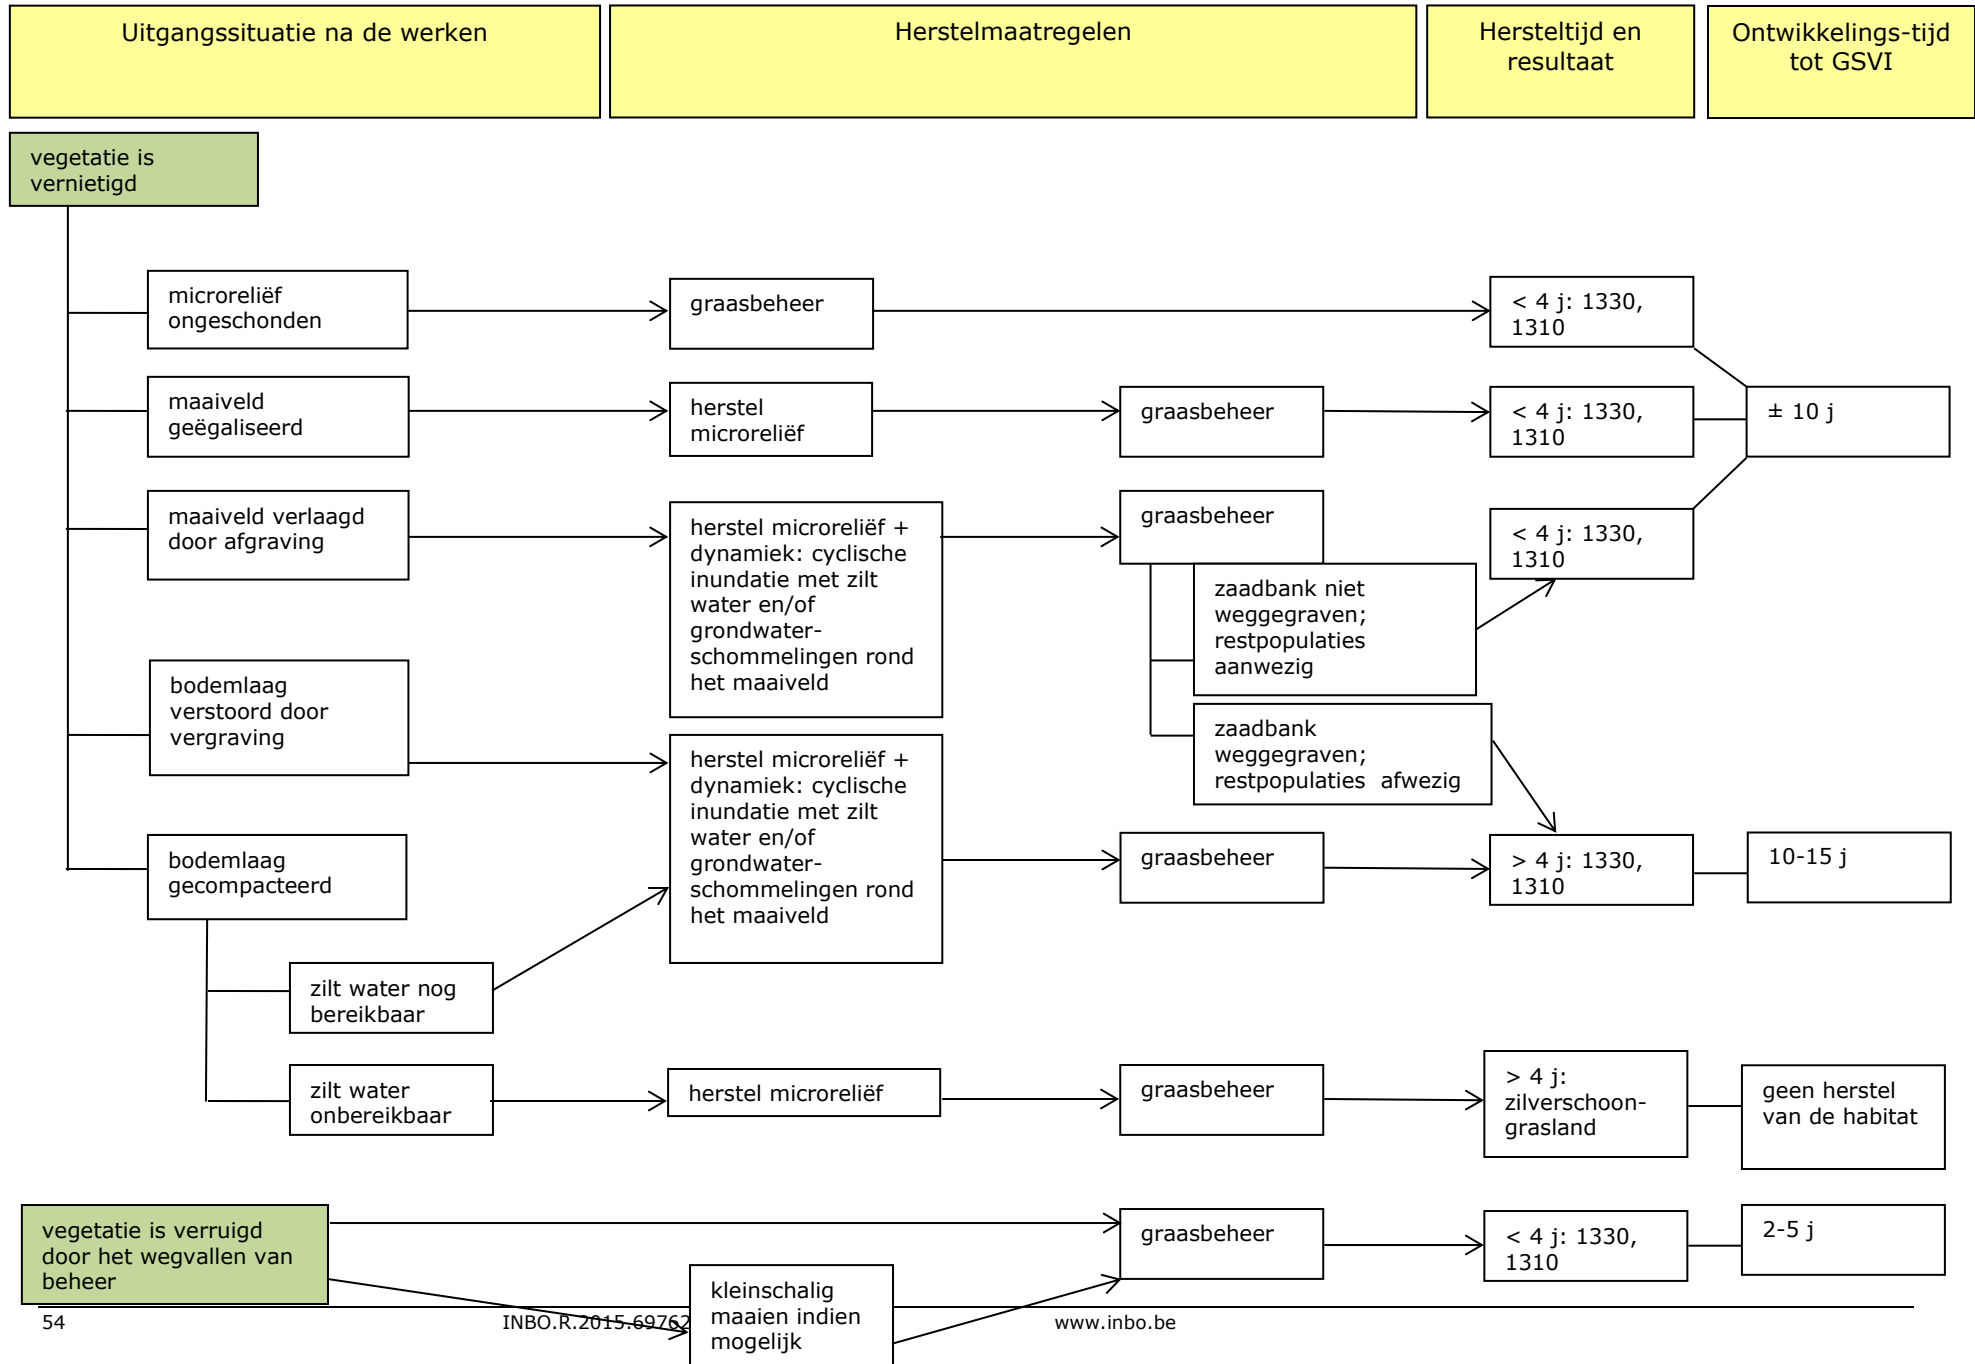 Uitgangssituatie na de werken
Herstelmaatregelen
Hersteltijd en
resultaat
Ontwikkelings-tijd
tot GSVI
vegetatie is
vernietigd
microreliëf
ongeschonden
graasbeheer
< 4 j: 1330,
1310
maaiveld
geëgaliseerd
herstel
microreliëf
graasbeheer
< 4 j: 1330,
1310
± 10 j
maaiveld verlaagd
door afgraving
herstel microreliëf +
dynamiek: cyclische
inundatie met zilt
water en/of
grondwater-
schommelingen rond
het maaiveld
graasbeheer
zaadbank niet
weggegraven;
restpopulaties
aanwezig
< 4 j: 1330,
1310
zaadbank
weggegraven;
restpopulaties afwezig
bodemlaag
verstoord door
vergraving
herstel microreliëf +
dynamiek: cyclische
inundatie met zilt
water en/of
grondwater-
schommelingen rond
het maaiveld
graasbeheer
> 4 j: 1330,
1310
10-15 j
bodemlaag
gecompacteerd
zilt water nog
bereikbaar
zilt water
onbereikbaar
herstel microreliëf
graasbeheer
> 4 j:
zilverschoon-
grasland
geen herstel
van de habitat
vegetatie is verruigd
door het wegvallen van
beheer
graasbeheer
< 4 j: 1330,
1310
2-5 j
kleinschalig
maaien indien
mogelijk
54
INBO.R.2015.69762
www.inbo.be